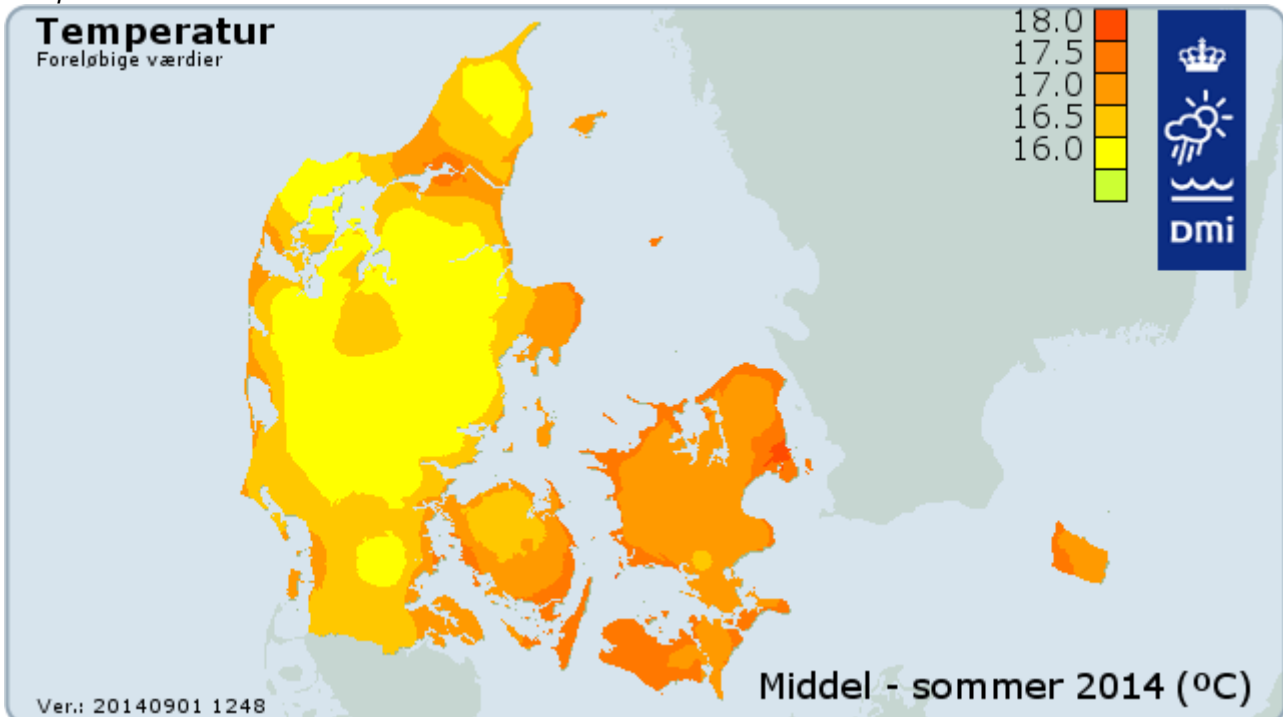 Temperatur
Foreløbige værdier
18.0
17.5
17.0
16.5
16.0
DMi
Middel - sommer 2014 (ºC)
Ver.: 20140901 1248